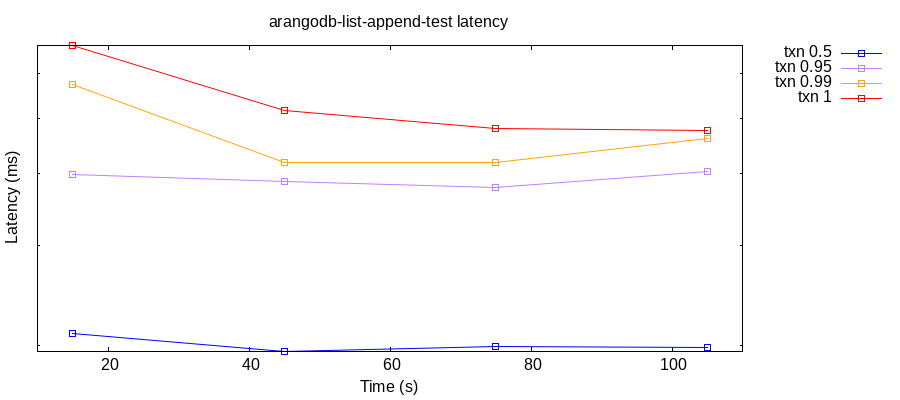 arangodb-list-append-test latency
txn 0.5
txn 0.95
txn 0.99
txn 1
Latency (ms)
20 40 60 80 100
Time (s)